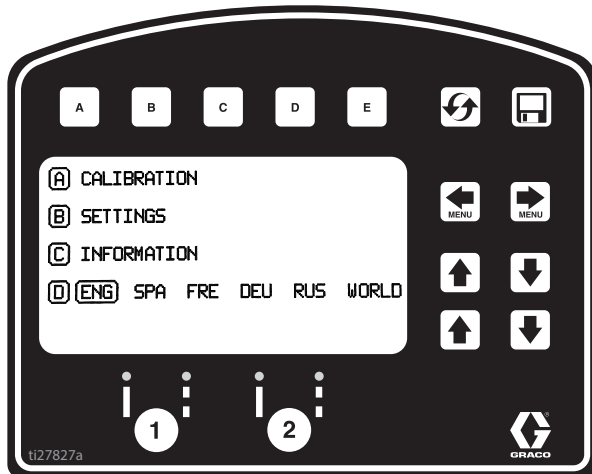 A B C D E
A CALIBRATION
MENU MENU
B SETTINGS
C INFORMATION
D ENG SPA FRE DEU RUS WORLD
1 2
ti27827a
GRACO